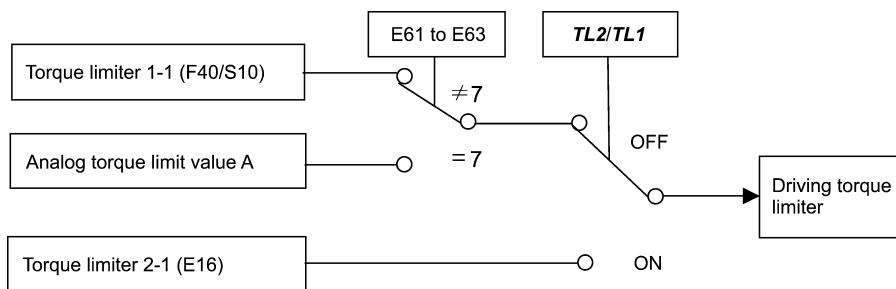 E61 to E63
TL2/TL1
Torque limiter 1-1 (F40/S10)
≠7
OFF
Analog torque limit value A
=7
Driving torque
limiter
Torque limiter 2-1 (E16)
ON